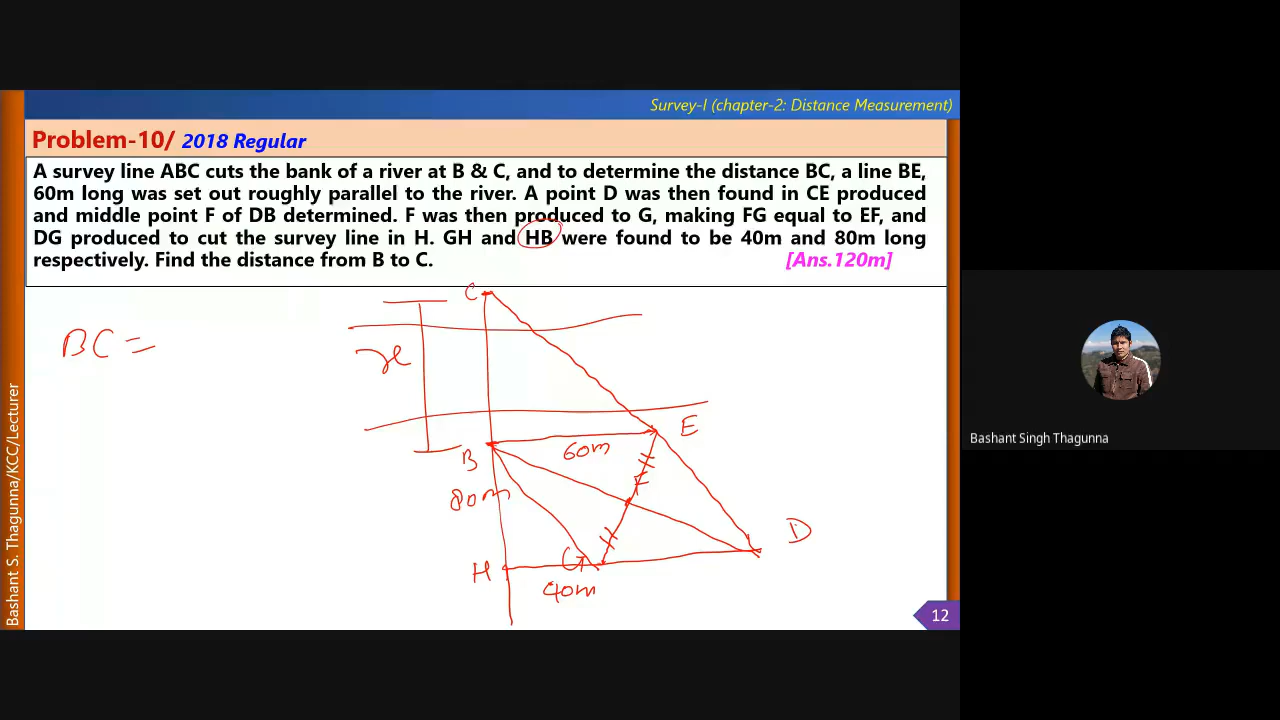 Survey-I (chapter-2: Distance Measurement)
Problem-10/ 2018 Regular
A survey line ABC cuts the bank of a river at B & C, and to determine the distance BC, a line BE,
60m long was set out roughly parallel to the river. A point D was then found in CE produced
and middle point F of DB determined. F was then produced to G, making FG equal to EF, and
DG produced to cut the survey line in H. GH and HB were found to be 40m and 80m long
respectively. Find the distance from B to C. [Ans.120m]
C
BC =
x
E
60m
B
F
80m
D
G
H
40m
Bashant S. Thagunna/KCC/Lecturer
12
Bashant Singh Thagunna